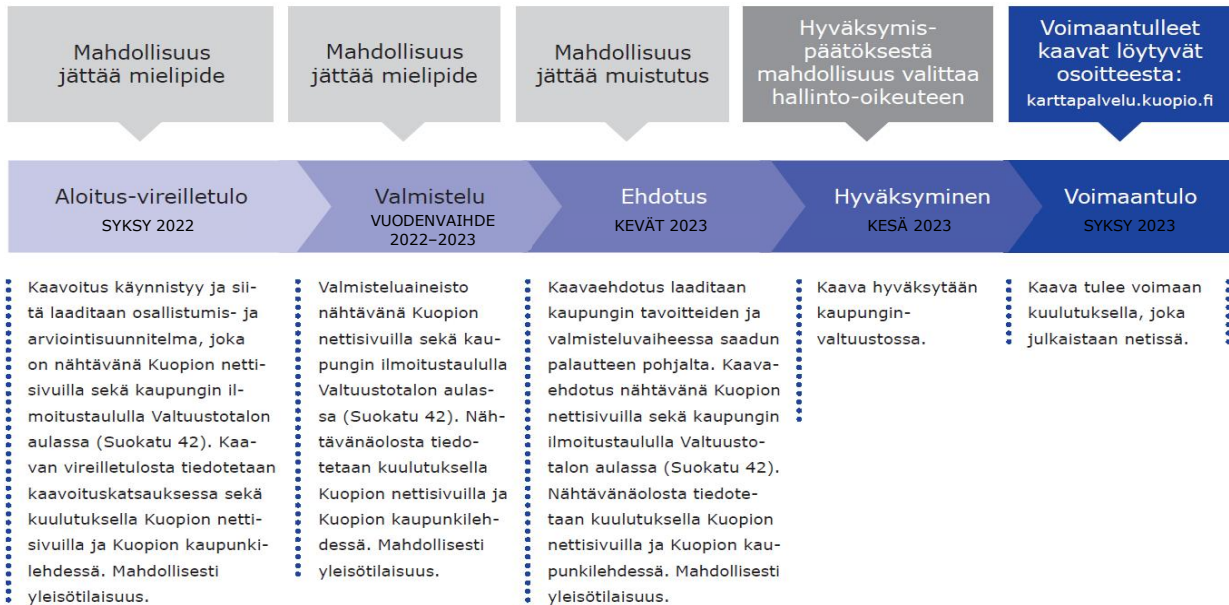 Mahdollisuus
jättää mielipide
Mahdollisuus
jättää mielipide
Mahdollisuus
jättää muistutus
Hyväksymis-
päätöksestä
mahdollisuus valittaa
hallinto-oikeuteen
Voimaantulleet
kaavat löytyvät
osoitteesta:
karttapalvelu.kuopio.fi
Aloitus-vireilletulo
SYKSY 2022
Valmistelu
VUODENVAIHDE
2022–2023
Ehdotus
KEVÄT 2023
Hyväksyminen
KESÄ 2023
Voimaantulo
SYKSY 2023
Kaavoitus käynnistyy ja sii-
tä laaditaan osallistumis- ja
arviointisuunnitelma, joka
on nähtävänä Kuopion netti-
sivuilla sekä kaupungin il-
moitustaululla Valtuustotalon
aulassa (Suokatu 42). Kaa-
van vireilletulosta tiedotetaan
kaavoituskatsauksessa sekä
kuulutuksella Kuopion netti-
sivuilla ja Kuopion kaupunki-
lehdessä. Mahdollisesti
yleisötilaisuus.
Valmisteluaineisto
nähtävänä Kuopion
nettisivuilla sekä kau-
pungin ilmoitustaululla
Valtuustotalon aulas-
sa (Suokatu 42). Näh-
tävänäolosta tiedo-
tetaan kuulutuksella
Kuopion nettisivuilla ja
Kuopion kaupunkileh-
dessä. Mahdollisesti
yleisötilaisuus.
Kaavaehdotus laaditaan
kaupungin tavoitteiden ja
valmisteluvaiheessa saadun
palautteen pohjalta. Kaava-
ehdotus nähtävänä Kuopion
nettisivuilla sekä kaupungin
ilmoitustaululla Valtuusto-
talon aulassa (Suokatu 42).
Nähtävänäolosta tiedote-
taan kuulutuksella Kuopion
nettisivuilla ja Kuopion kau-
punkilehdessä. Mahdollisesti
yleisötilaisuus.
Kaava hyväksytään
kaupungin-
valtuustossa.
Kaava tulee voimaan
kuulutuksella, joka
julkaistaan netissä.